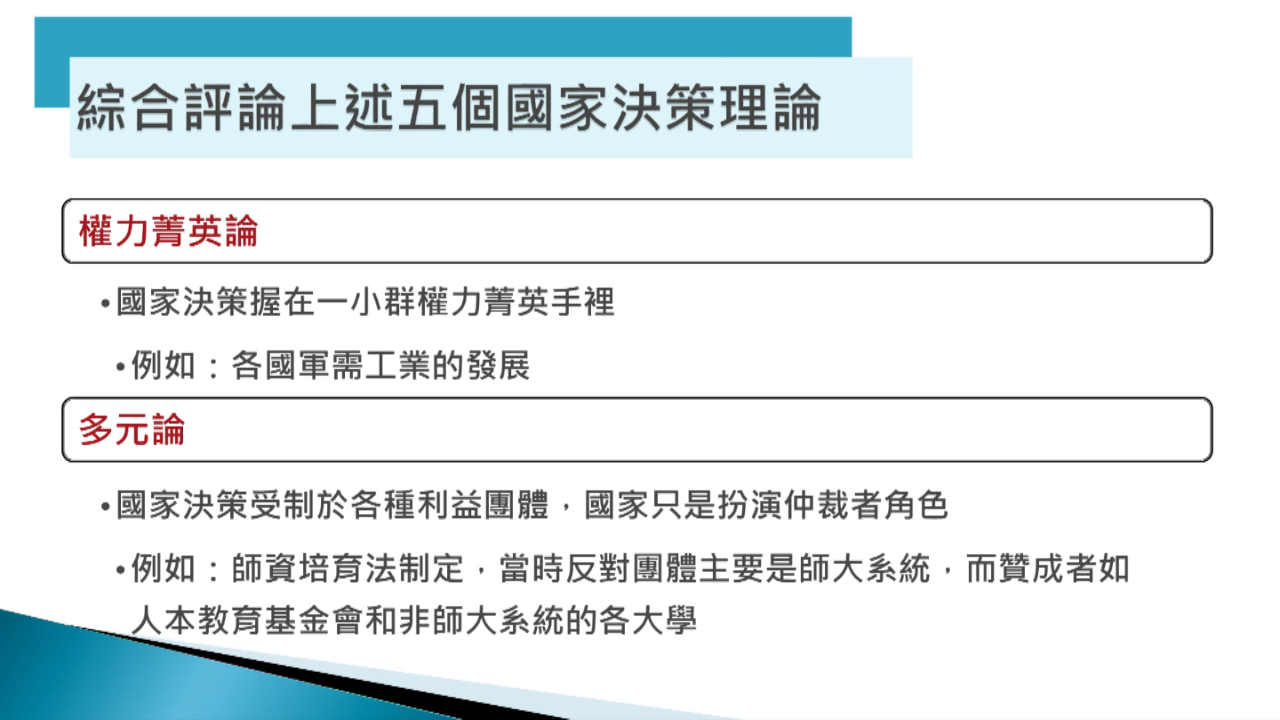 綜合評論上述五個國家決策理論
權力菁英論
•國家決策握在一小群權力菁英手裡
•例如：各國軍需工業的發展
多元論
•國家決策受制於各種利益團體，國家只是扮演仲裁者角色
•例如：師資培育法制定，當時反對團體主要是師大系統，而贊成者如
人本教育基金會和非師大系統的各大學